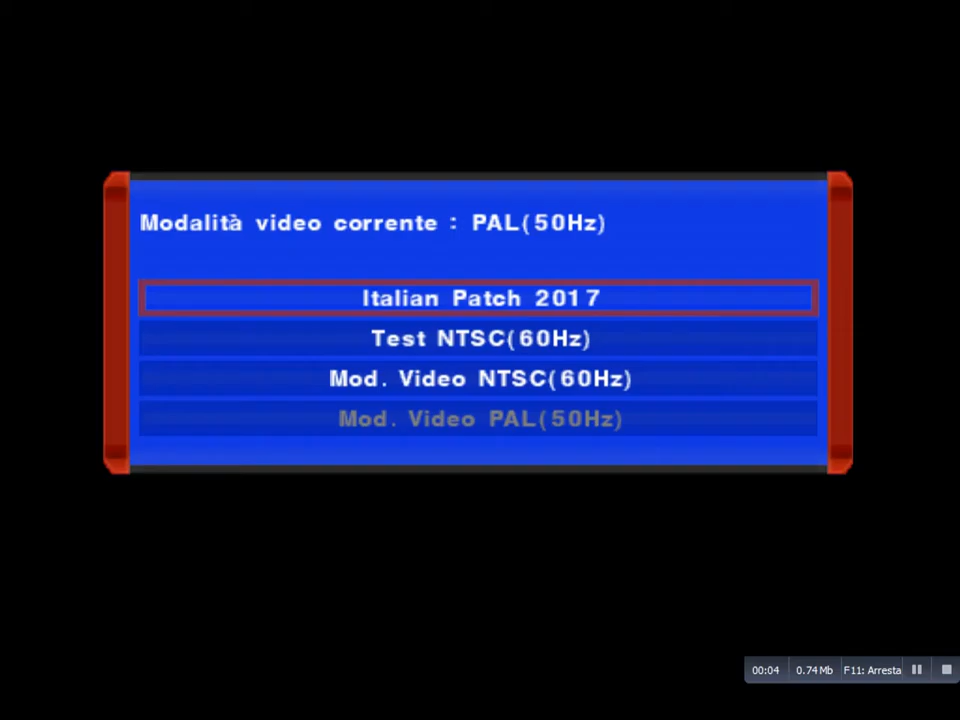 Modalità video corrente : PAL(50Hz)
Italian Patch 2017
Test NTSC(60Hz)
Mod. Video NTSC(60Hz)
Mod. Video PAL(50Hz)
00:04 0.74Mb F11: Arresta